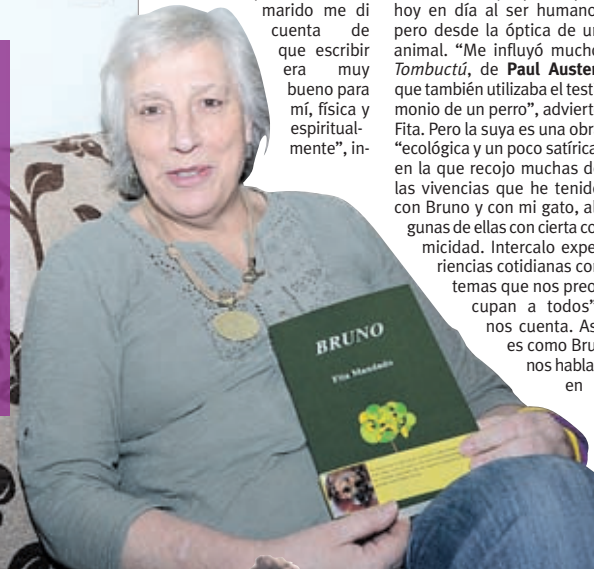 marido me di
cuenta de
que escribir
era muy
bueno para
mí, física y
espiritual-
mente”, in-
hoy en día al ser humano
pero desde la óptica de un
animal. “Me influyó mucho
Tombuctú, de Paul Auster
que también utilizaba el testi
monio de un perro”, adviert
Fita. Pero la suya es una obr
“ecológica y un poco satírica
en la que recojo muchas de
las vivencias que he tenido
con Bruno y con mi gato, al
gunas de ellas con cierta co
micidad. Intercalo expe
riencias cotidianas con
temas que nos preo
cupan a todos”
nos cuenta. As
es como Bru
nos habla
en
BRUNO
Fita Mandado